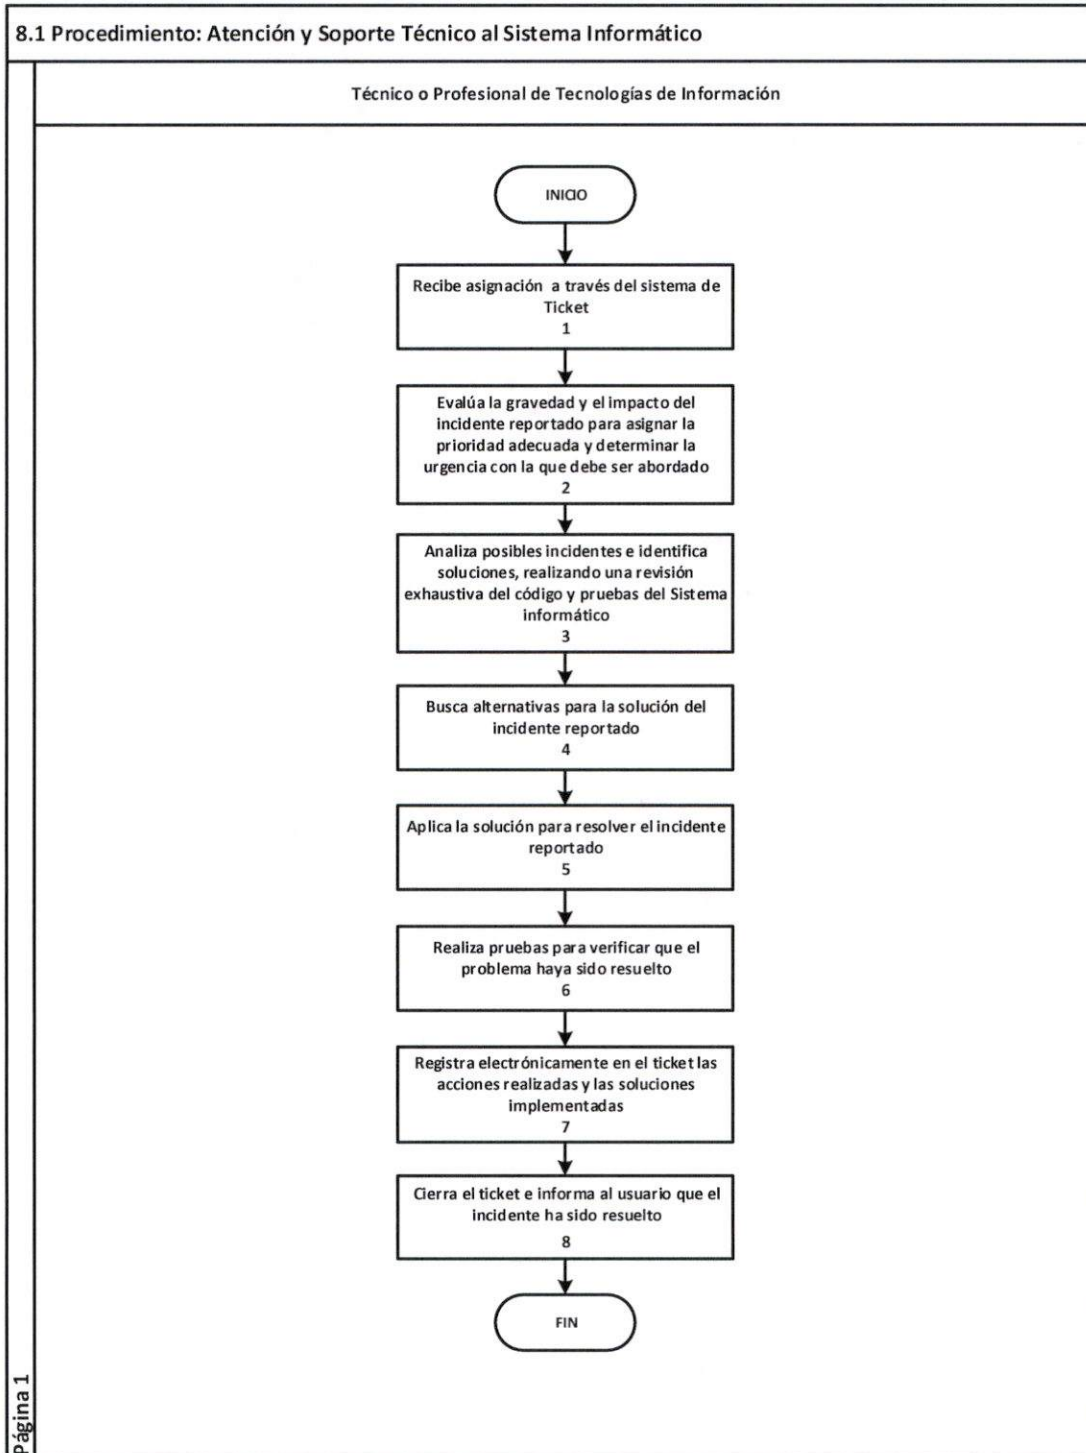 8.1 Procedimiento: Atención y Soporte Técnico al Sistema Informático
Técnico o Profesional de Tecnologías de Información
INICIO
Recibe asignación a través del sistema de
Ticket
1
Evalúa la gravedad y el impacto del
incidente reportado para asignar la
prioridad adecuada y determinar la
urgencia con la que debe ser abordado
2
Analiza posibles incidentes e identifica
soluciones, realizando una revisión
exhaustiva del código y pruebas del Sistema
informático
3
Busca alternativas para la solución del
incidente reportado
4
Aplica la solución para resolver el incidente
reportado
5
Realiza pruebas para verificar que el
problema haya sido resuelto
6
Registra electrónicamente en el ticket las
acciones realizadas y las soluciones
implementadas
7
Cierra el ticket e informa al usuario que el
incidente ha sido resuelto
8
FIN
Página 1